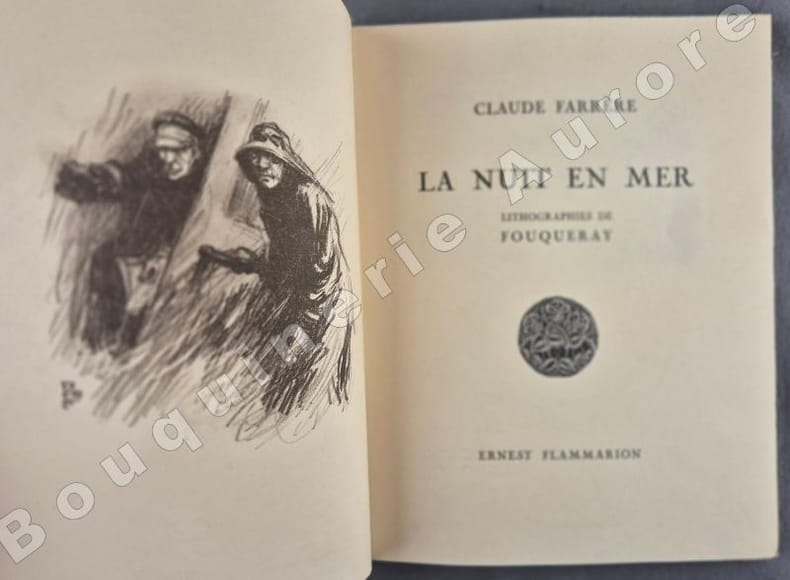 CLAUDE FARRÈRE
LA NUIT EN MER
LITHOGRAPHIES DE
FOUQUERAY
ERNEST FLAMMARION
Bouquinerie Aurore